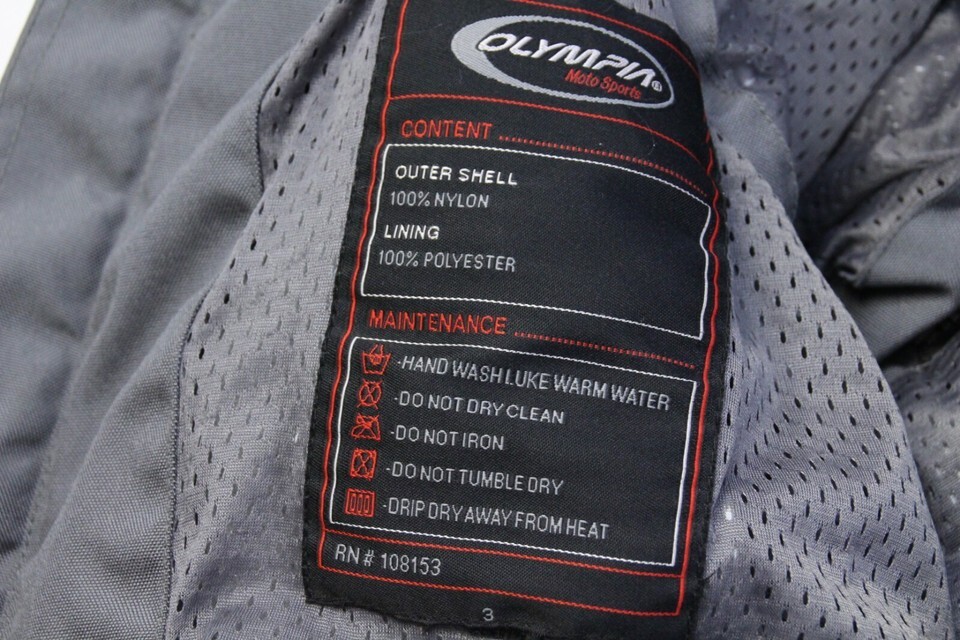 OLYMPIA®
Moto Sports
CONTENT
OUTER SHELL
100% NYLON
LINING
100% POLYESTER
MAINTENANCE
-HAND WASH LUKE WARM WATER
-DO NOT DRY CLEAN
-DO NOT IRON
-DO NOT TUMBLE DRY
-DRIP DRY AWAY FROM HEAT
RN # 108153
3